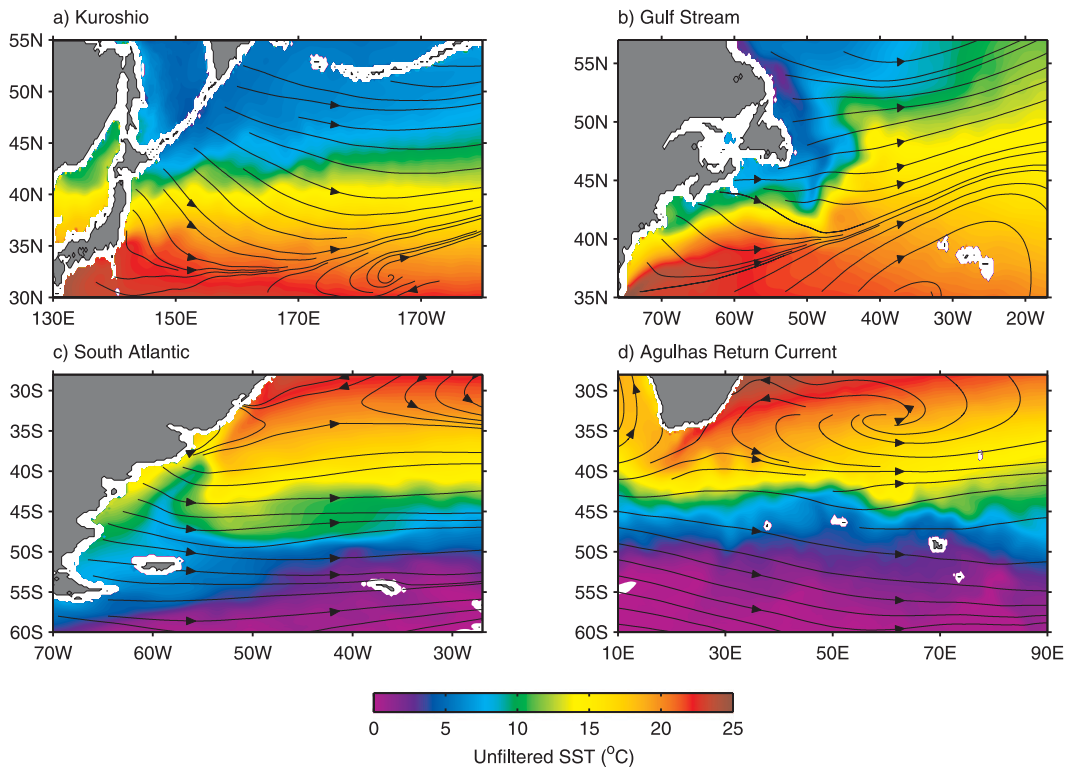 a) Kuroshio
b) Gulf Stream
55N
50N
45N
40N
35N
30N
130E 150E 170E 170W
55N
50N
45N
40N
35N
70W 60W 50W 40W 30W 20W
c) South Atlantic
d) Agulhas Return Current
30S
35S
40S
45S
50S
55S
60S
70W 60W 50W 40W 30W
30S
35S
40S
45S
50S
55S
60S
10E 30E 50E 70E 90E
0 5 10 15 20 25
Unfiltered SST (°C)